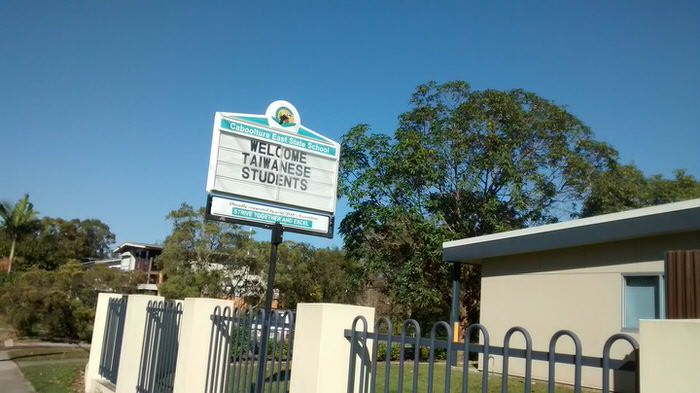 Caboolture East State School
WELCOME
TAIWANESE
STUDENTS
STRIVE TOGETHER AND EXCEL